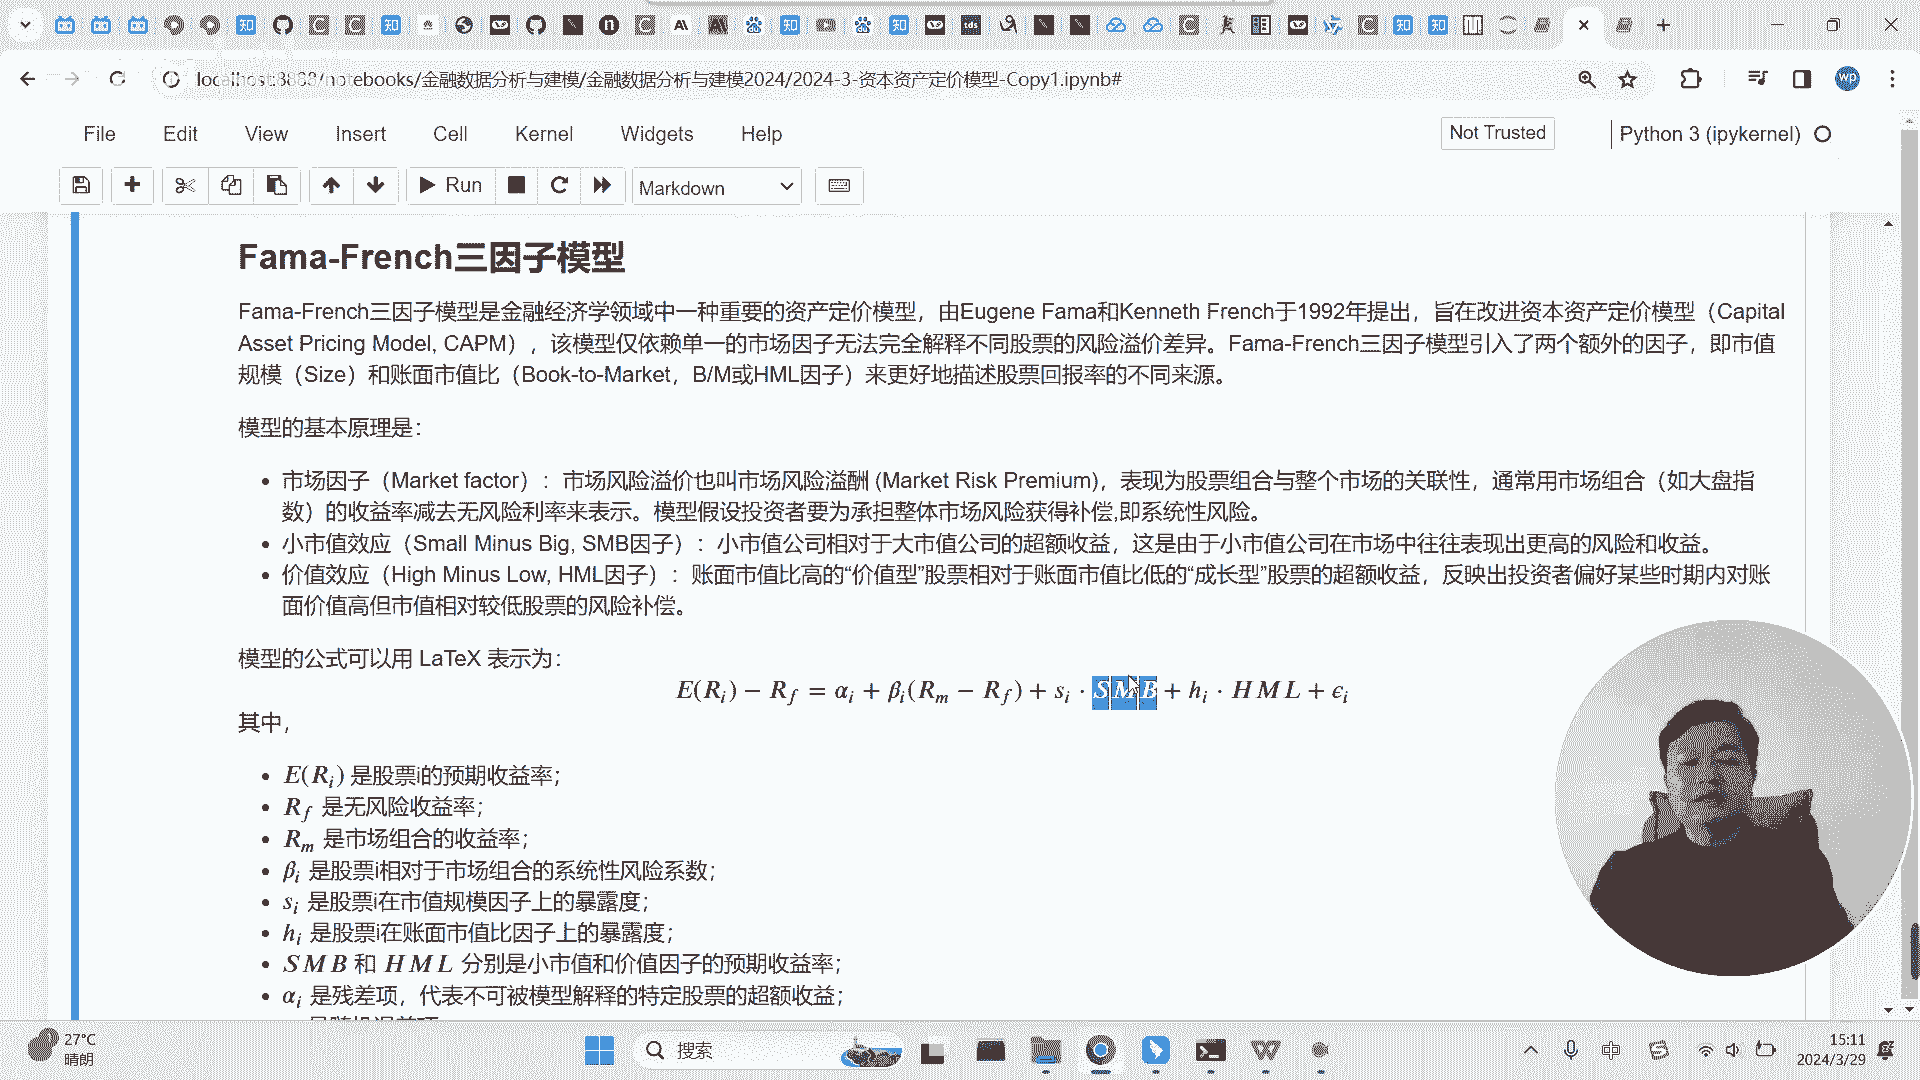 localhost:8888/notebooks/金融数据分析与建模/金融数据分析与建模2024/2024-3-资本资产定价模型-Copy1.ipynb#
wp
File Edit View Insert Cell Kernel Widgets Help
Not Trusted
Python 3 (ipykernel)
Run
Markdown
Fama-French三因子模型
Fama-French三因子模型是金融经济学领域中一种重要的资产定价模型，由Eugene Fama和Kenneth French于1992年提出，旨在改进资本资产定价模型（Capital
Asset Pricing Model, CAPM），该模型仅依赖单一的市场因子无法完全解释不同股票的风险溢价差异。Fama-French三因子模型引入了两个额外的因子，即市值
规模（Size）和账面市值比（Book-to-Market，B/M或HML因子）来更好地描述股票回报率的不同来源。
模型的基本原理是：
• 市场因子（Market factor）：市场风险溢价也叫市场风险溢酬 (Market Risk Premium)，表现为股票组合与整个市场的关联性，通常用市场组合（如大盘指
数）的收益率减去无风险利率来表示。模型假设投资者要为承担整体市场风险获得补偿,即系统性风险。
• 小市值效应（Small Minus Big, SMB因子）：小市值公司相对于大市值公司的超额收益，这是由于小市值公司在市场中往往表现出更高的风险和收益。
• 价值效应（High Minus Low, HML因子）：账面市值比高的“价值型”股票相对于账面市值比低的“成长型”股票的超额收益，反映出投资者偏好某些时期内对账
面价值高但市值相对较低股票的风险补偿。
模型的公式可以用 LaTeX 表示为：
E(R_i) − R_f = α_i + β_i(R_m − R_f) + s_i · SMB + h_i · HML + ϵ_i
其中，
• E(R_i) 是股票i的预期收益率；
• R_f 是无风险收益率；
• R_m 是市场组合的收益率；
• β_i 是股票i相对于市场组合的系统性风险系数；
• s_i 是股票i在市值规模因子上的暴露度；
• h_i 是股票i在账面市值比因子上的暴露度；
• SMB 和 HML 分别是小市值和价值因子的预期收益率；
• α_i 是残差项，代表不可被模型解释的特定股票的超额收益；
27°C
晴朗
搜索
中
15:11
2024/3/29